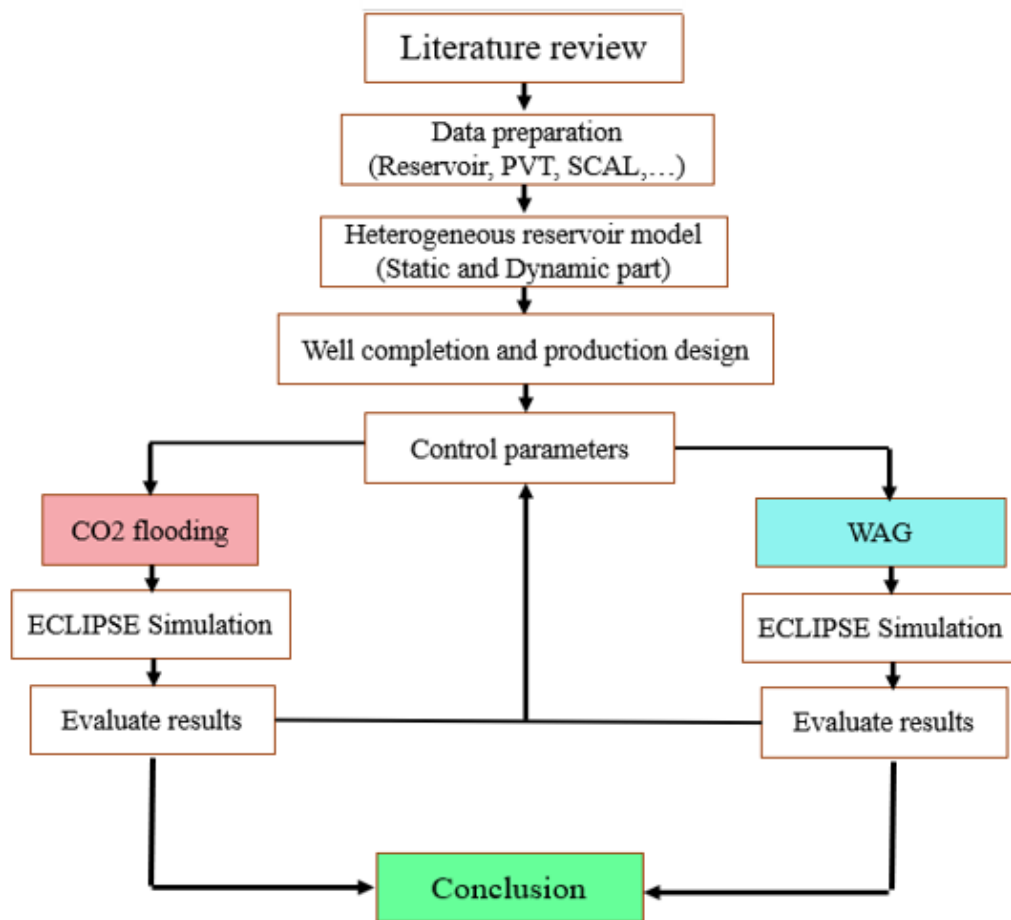 Literature review
Data preparation
(Reservoir, PVT, SCAL,…)
Heterogeneous reservoir model
(Static and Dynamic part)
Well completion and production design
Control parameters
CO2 flooding
WAG
ECLIPSE Simulation
ECLIPSE Simulation
Evaluate results
Evaluate results
Conclusion